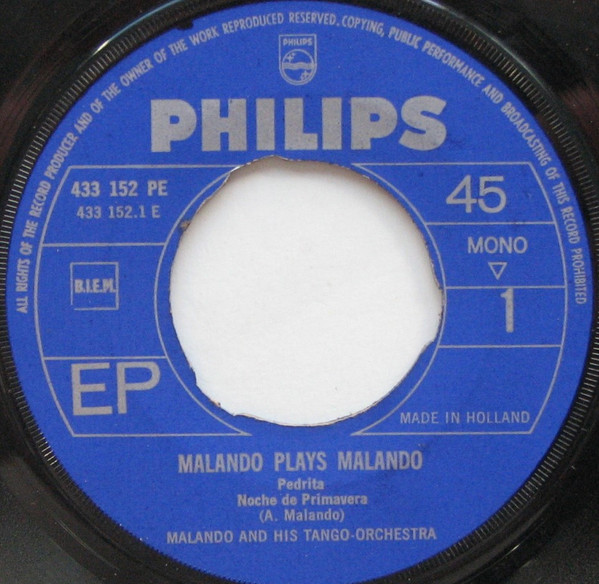 ALL RIGHTS OF THE RECORD PRODUCER AND OF THE OWNER OF THE WORK REPRODUCED RESERVED. COPYING, PUBLIC PERFORMANCE AND BROADCASTING OF THIS RECORD PROHIBITED
PHILIPS
PHILIPS
433 152 PE
433 152.1 E
45
MONO
B.I.E.M.
1
EP
MADE IN HOLLAND
MALANDO PLAYS MALANDO
Pedrita
Noche de Primavera
(A. Malando)
MALANDO AND HIS TANGO-ORCHESTRA